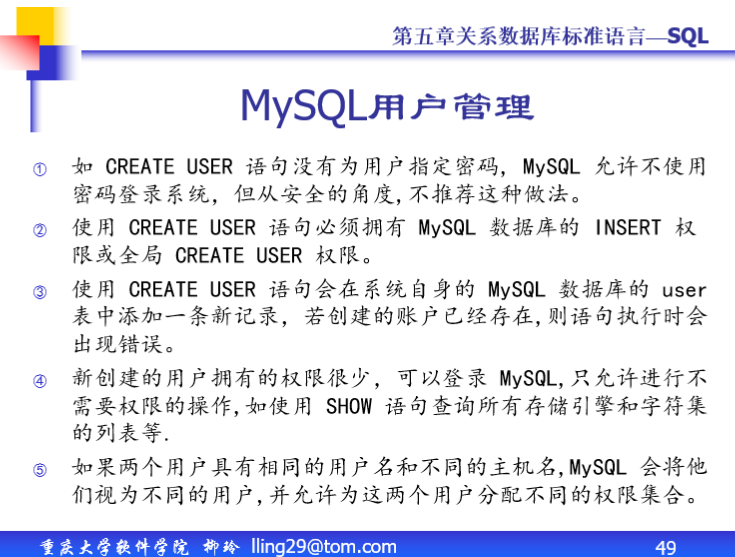 第五章关系数据库标准语言—SQL
MySQL用户管理
① 如 CREATE USER 语句没有为用户指定密码, MySQL 允许不使用
密码登录系统, 但从安全的角度,不推荐这种做法。
② 使用 CREATE USER 语句必须拥有 MySQL 数据库的 INSERT 权
限或全局 CREATE USER 权限。
③ 使用 CREATE USER 语句会在系统自身的 MySQL 数据库的 user
表中添加一条新记录, 若创建的账户已经存在,则语句执行时会
出现错误。
④ 新创建的用户拥有的权限很少, 可以登录 MySQL,只允许进行不
需要权限的操作,如使用 SHOW 语句查询所有存储引擎和字符集
的列表等.
⑤ 如果两个用户具有相同的用户名和不同的主机名,MySQL 会将他
们视为不同的用户,并允许为这两个用户分配不同的权限集合。
重庆大学软件学院 柳玲 lling29@tom.com 49